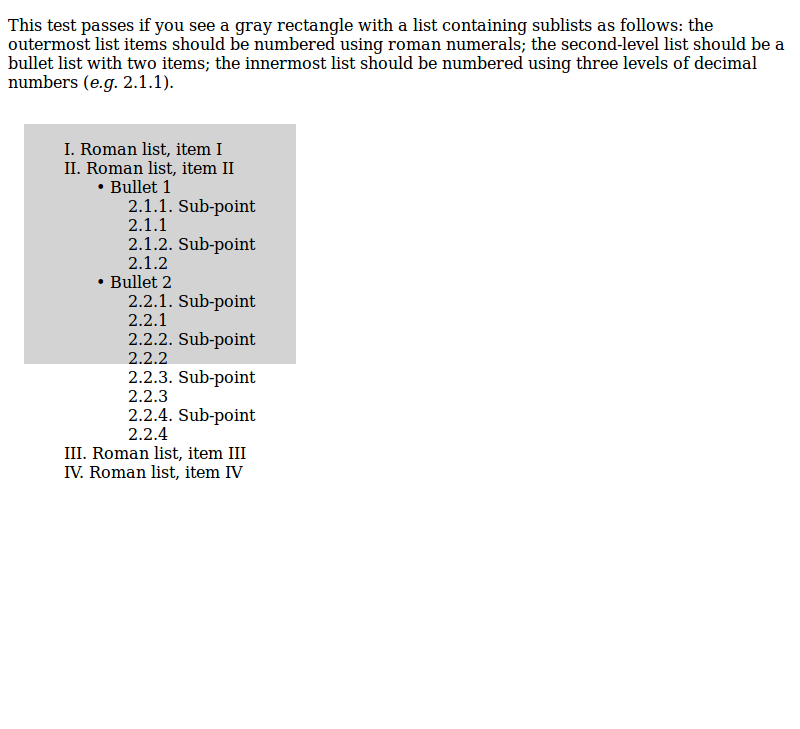 This test passes if you see a gray rectangle with a list containing sublists as follows: the
outermost list items should be numbered using roman numerals; the second-level list should be a
bullet list with two items; the innermost list should be numbered using three levels of decimal
numbers (e.g. 2.1.1).
I. Roman list, item I
II. Roman list, item II
• Bullet 1
2.1.1. Sub-point
2.1.1
2.1.2. Sub-point
2.1.2
• Bullet 2
2.2.1. Sub-point
2.2.1
2.2.2. Sub-point
2.2.2
2.2.3. Sub-point
2.2.3
2.2.4. Sub-point
2.2.4
III. Roman list, item III
IV. Roman list, item IV